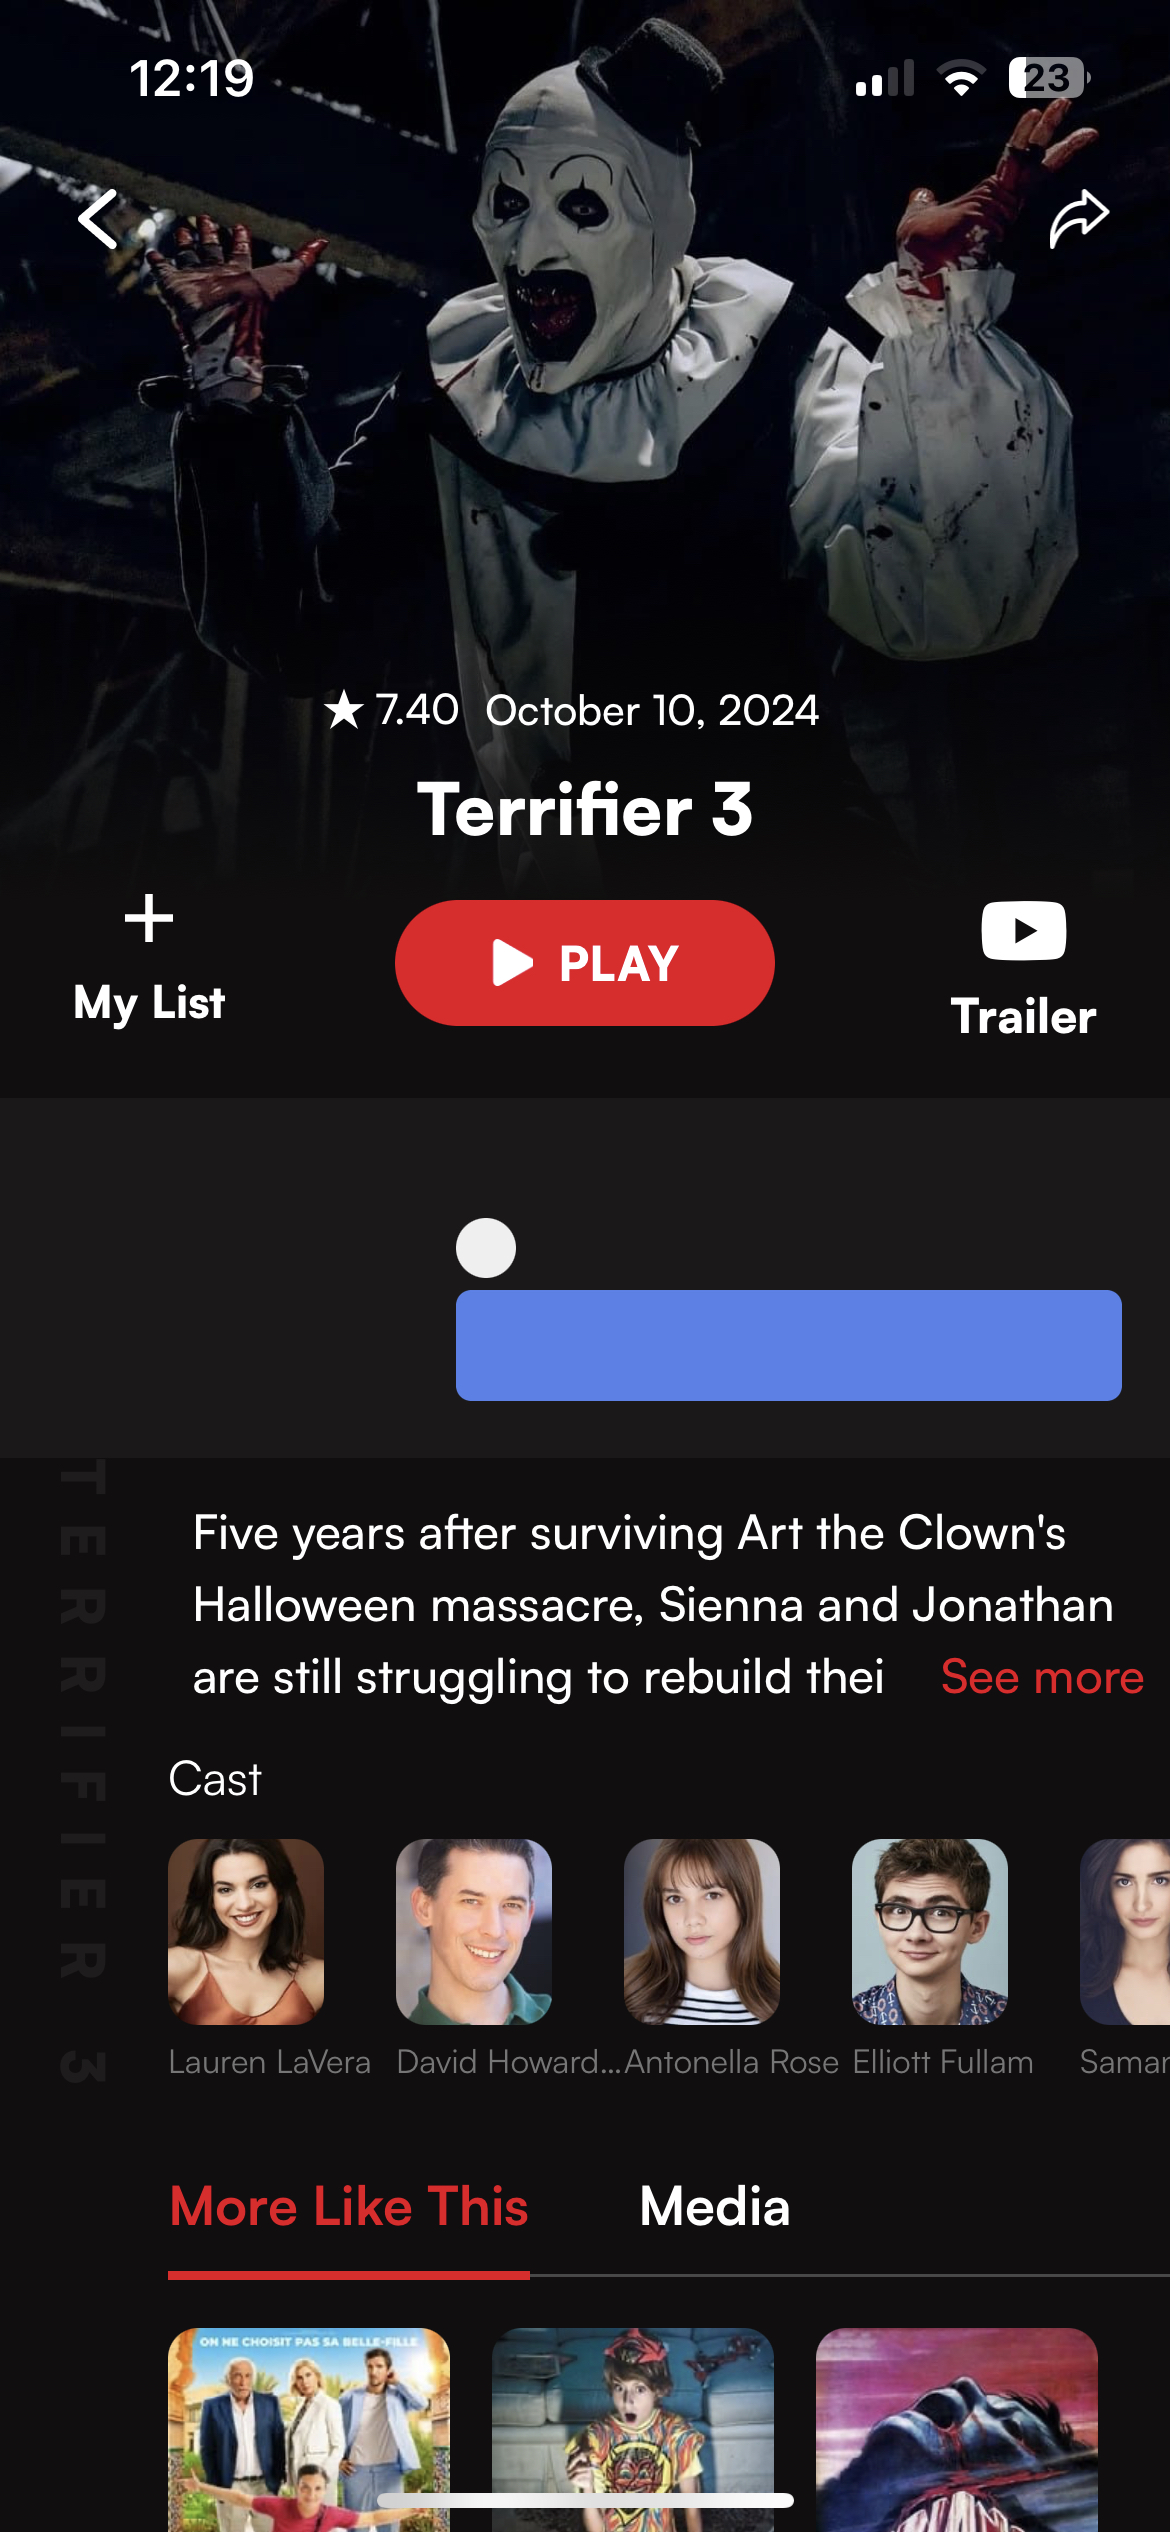 12:19
23
★ 7.40 October 10, 2024
Terrifier 3
My List
PLAY
Trailer
TERRIFIER 3
Five years after surviving Art the Clown's
Halloween massacre, Sienna and Jonathan
are still struggling to rebuild thei See more
Cast
Lauren LaVera David Howard... Antonella Rose Elliott Fullam Samar
More Like This Media
ON NE CHOISIT PAS SA BELLE-FILLE